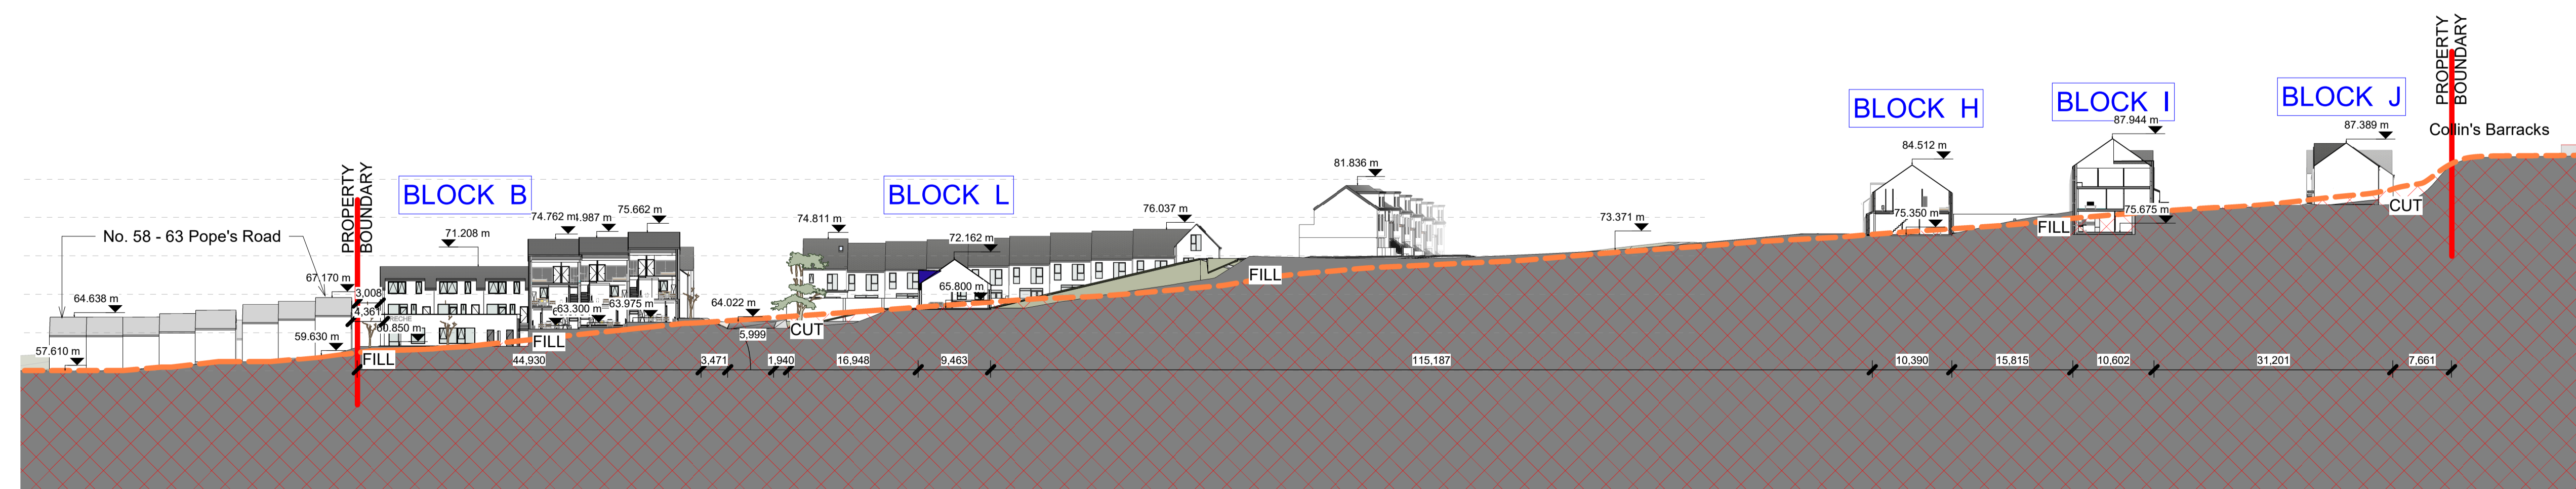 PROPERTY
BOUNDARY
PROPERTY
BOUNDARY
BLOCK B
BLOCK L
BLOCK H
BLOCK I
BLOCK J
Collin's Barracks
No. 58 - 63 Pope's Road
57.610 m
64.638 m
59.630 m
67.170 m
3,008
4,361
71.208 m
74.762 m
75.662 m
63.300 m
63.975 m
64.022 m
74.811 m
72.162 m
65.800 m
76.037 m
81.836 m
73.371 m
84.512 m
75.350 m
87.944 m
75.675 m
87.389 m
FILL
FILL
CUT
FILL
FILL
CUT
44,930
3,471
5,999
1,940
16,948
9,463
115,187
10,390
15,815
10,602
31,201
7,661